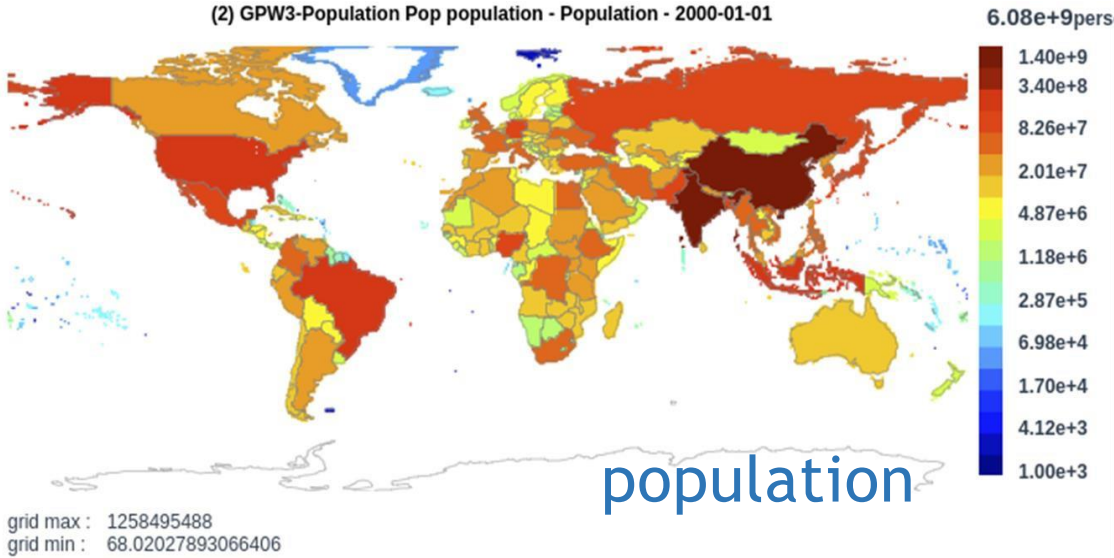 (2) GPW3-Population Pop population - Population - 2000-01-01
6.08e+9pers
1.40e+9
3.40e+8
8.26e+7
2.01e+7
4.87e+6
1.18e+6
2.87e+5
6.98e+4
1.70e+4
4.12e+3
1.00e+3
population
grid max : 1258495488
grid min : 68.02027893066406